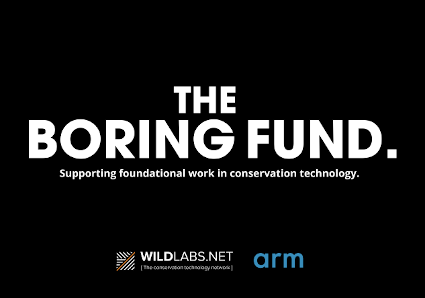 THE
BORING FUND.
Supporting foundational work in conservation technology.
WILDLABS.NET arm
[ The conservation technology network ]